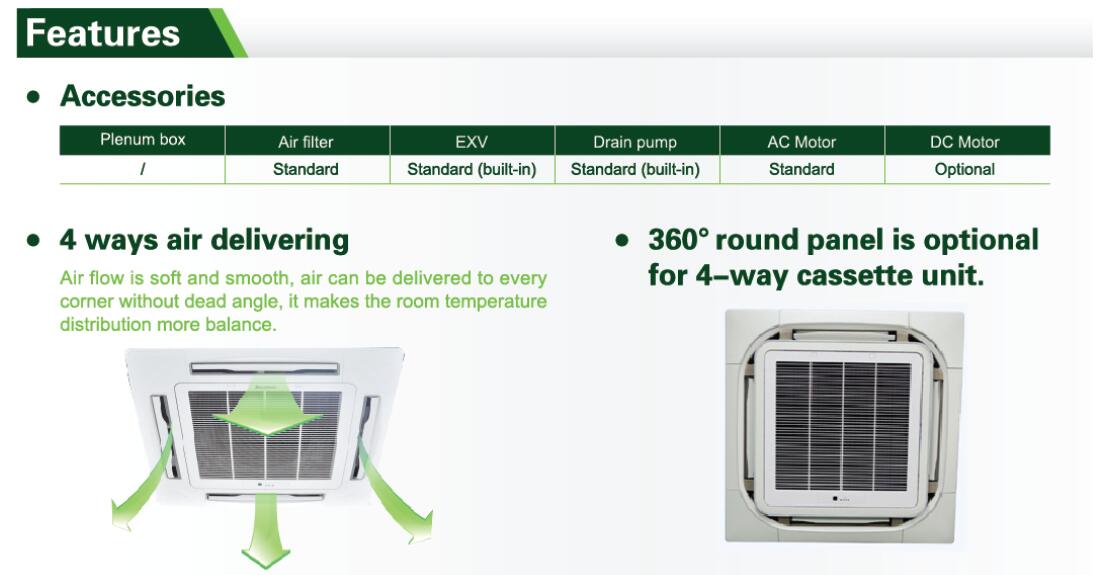 Features
• Accessories
Plenum box Air filter EXV Drain pump AC Motor DC Motor
/ Standard Standard (built-in) Standard (built-in) Standard Optional
• 4 ways air delivering
Air flow is soft and smooth, air can be delivered to every
corner without dead angle, it makes the room temperature
distribution more balance.
• 360° round panel is optional
for 4-way cassette unit.